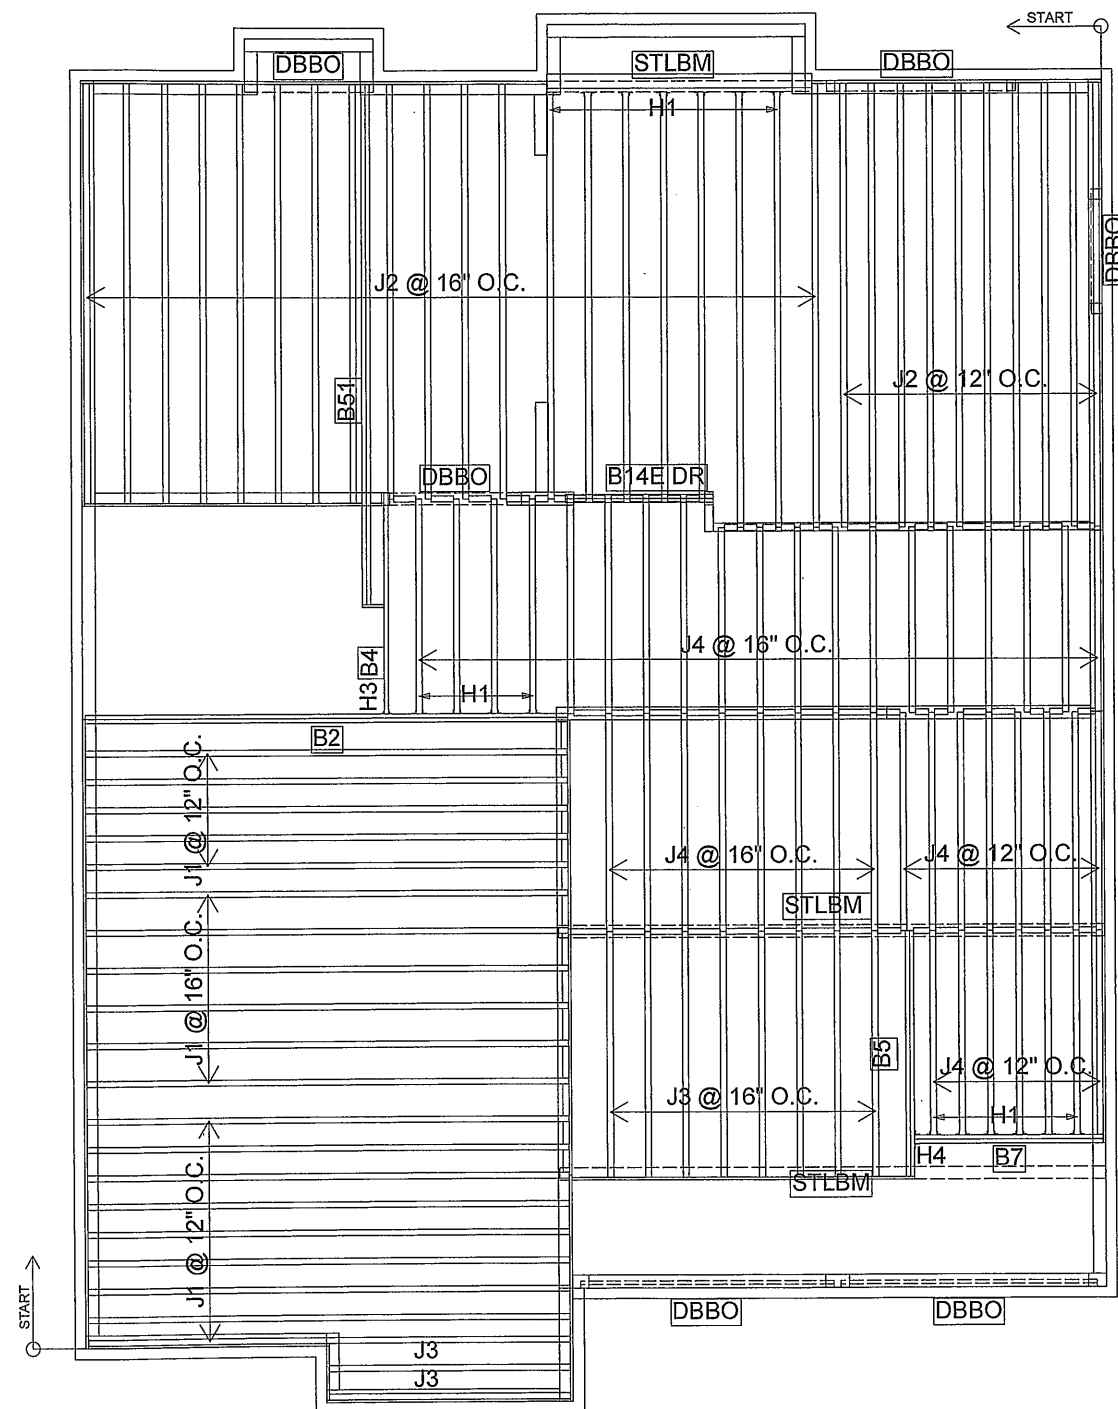 START
DBBO
STLBM
DBBO
H1
DBBO
J2 @ 16" O.C.
J2 @ 12" O.C.
B51
DBBO
B14E DR
J4 @ 16" O.C.
H3 B4
H1
B2
J1 @ 12" O.C.
J4 @ 16" O.C.
J4 @ 12" O.C.
STLBM
J1 @ 16" O.C.
B5
J4 @ 12" O.C.
J3 @ 16" O.C.
H1
H4
B7
STLBM
J1 @ 12" O.C.
START
DBBO
DBBO
J3
J3